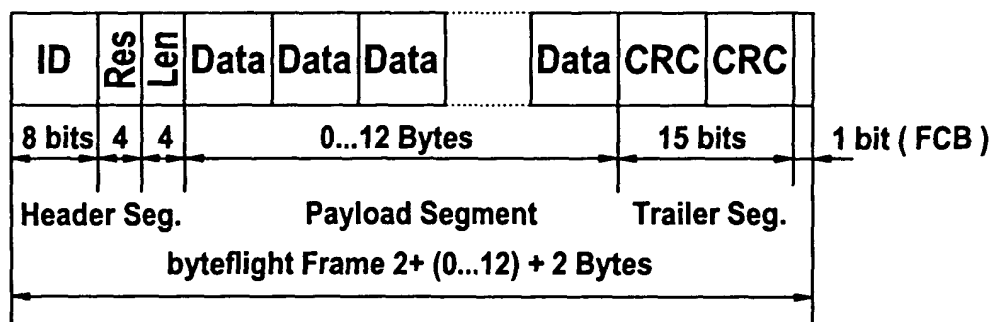 ID Res Len Data Data Data Data CRC CRC
8 bits 4 4 0...12 Bytes 15 bits 1 bit ( FCB )
Header Seg. Payload Segment Trailer Seg.
byteflight Frame 2+ (0...12) + 2 Bytes